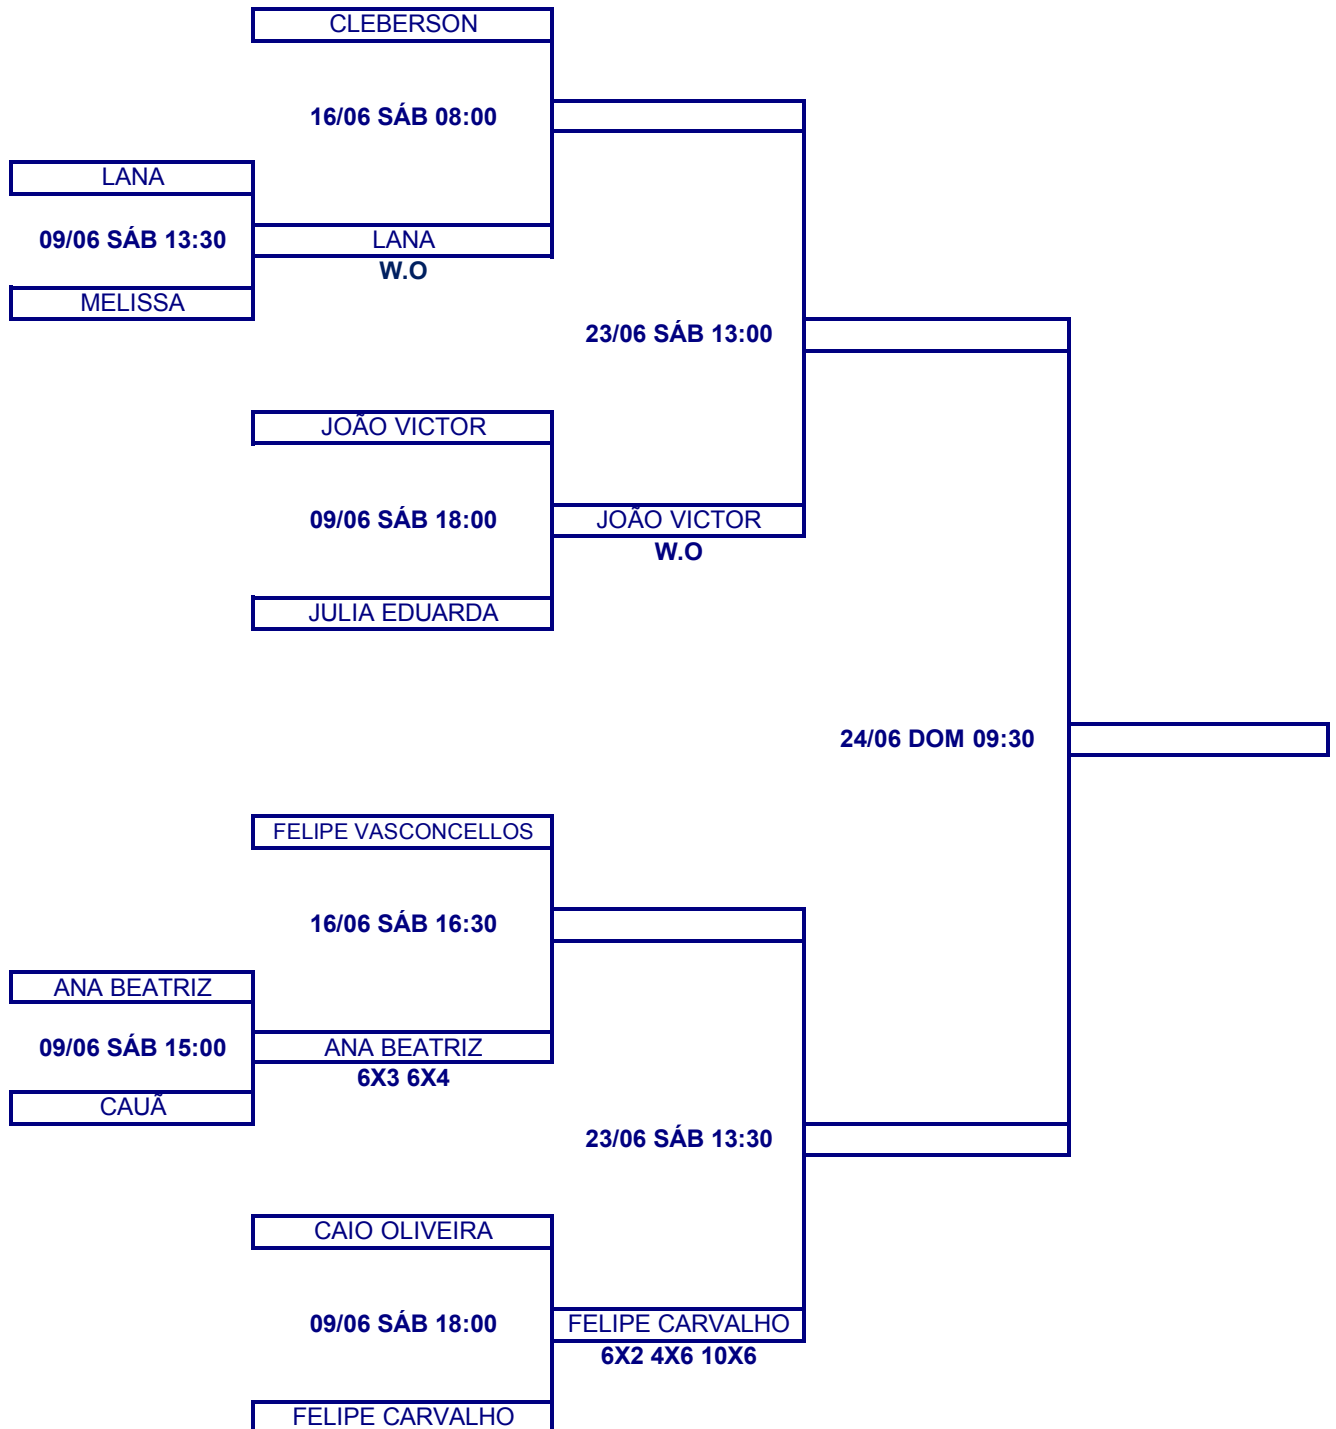 CLEBERSON
16/06 SÁB 08:00
LANA
09/06 SÁB 13:30
LANA
W.O
MELISSA
23/06 SÁB 13:00
JOÃO VICTOR
09/06 SÁB 18:00
JOÃO VICTOR
W.O
JULIA EDUARDA
24/06 DOM 09:30
FELIPE VASCONCELLOS
16/06 SÁB 16:30
ANA BEATRIZ
09/06 SÁB 15:00
ANA BEATRIZ
6X3 6X4
CAUÃ
23/06 SÁB 13:30
CAIO OLIVEIRA
09/06 SÁB 18:00
FELIPE CARVALHO
6X2 4X6 10X6
FELIPE CARVALHO